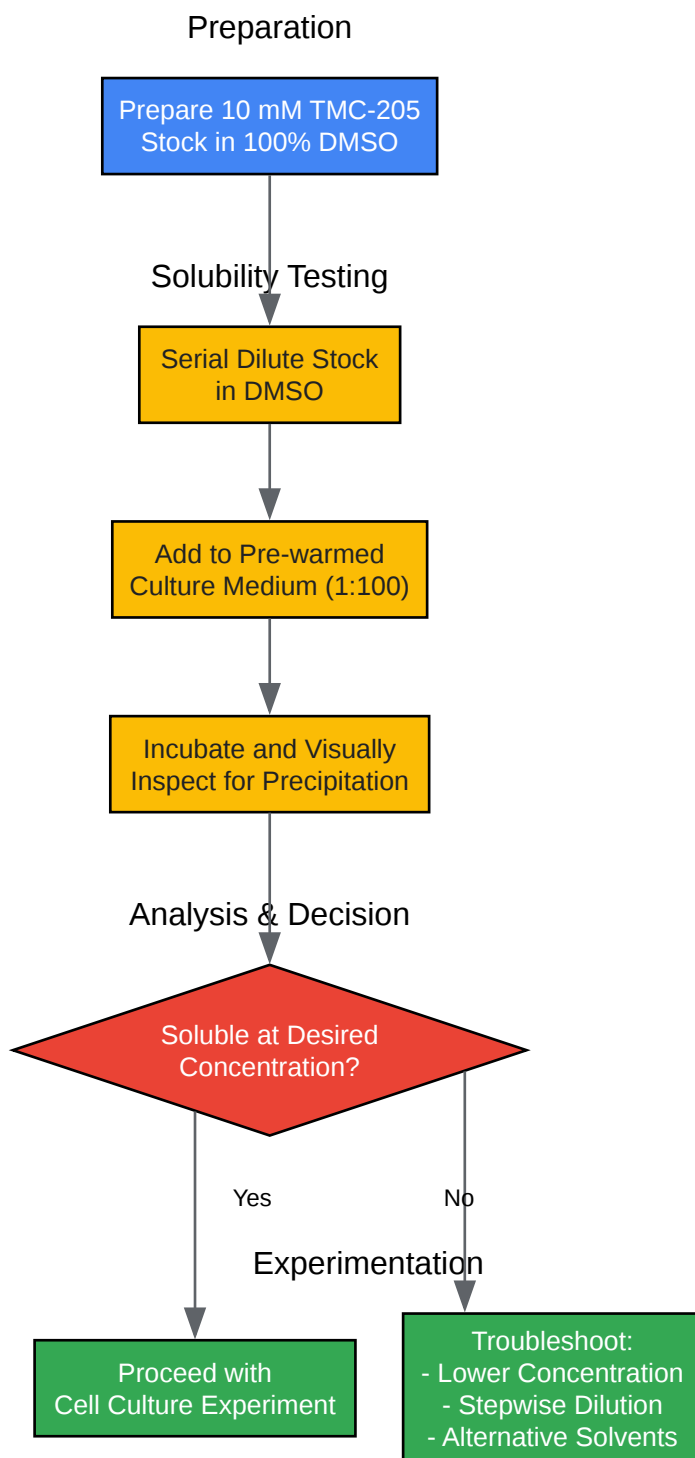 Preparation
Prepare 10 mM TMC-205
Stock in 100% DMSO
Solubility Testing
Serial Dilute Stock
in DMSO
Add to Pre-warmed
Culture Medium (1:100)
Incubate and Visually
Inspect for Precipitation
Analysis & Decision
Soluble at Desired
Concentration?
Yes
No
Experimentation
Proceed with
Cell Culture Experiment
Troubleshoot:
- Lower Concentration
- Stepwise Dilution
- Alternative Solvents